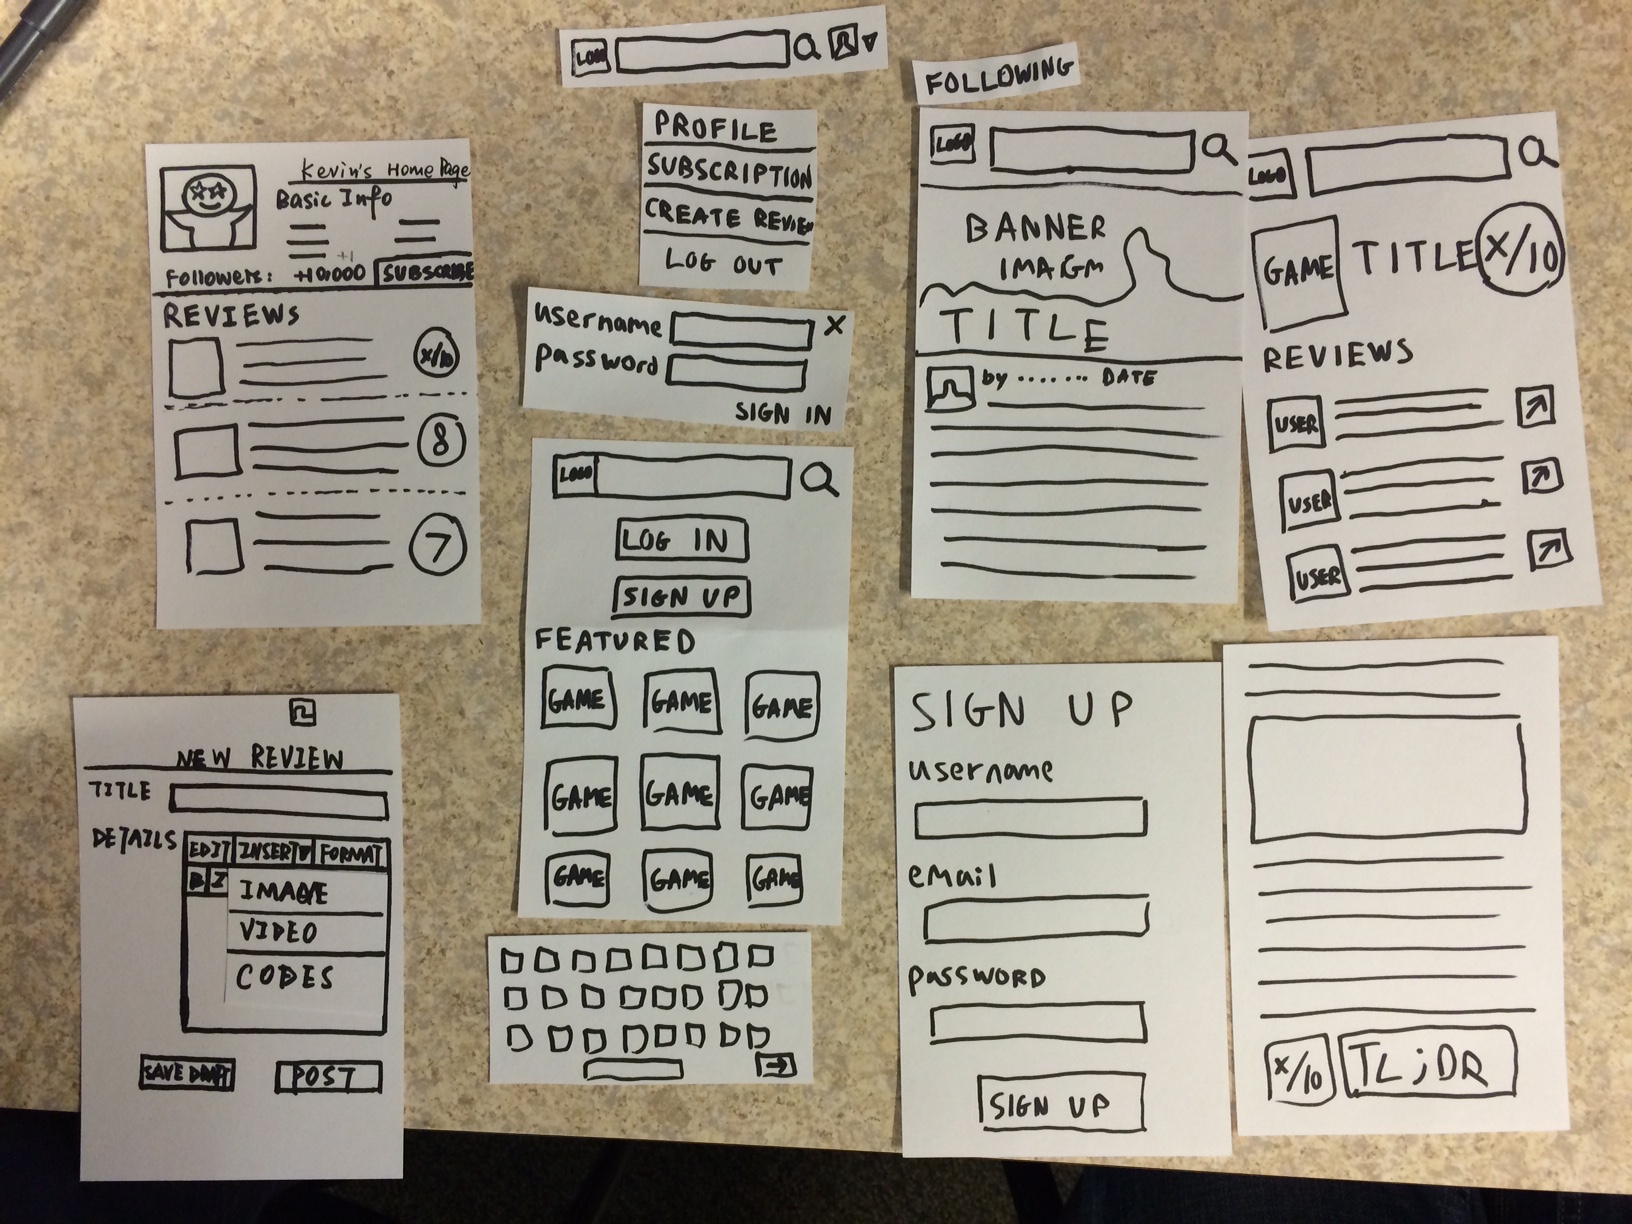 LOGO
FOLLOWING
PROFILE
SUBSCRIPTION
CREATE REVIEW
LOG OUT
Kevin's Home Page
Basic Info
+1
Followers: +10,000 SUBSCRIBE
REVIEWS
X/10
8
7
username X
password
SIGN IN
LOGO
LOG IN
SIGN UP
FEATURED
GAME GAME GAME
GAME GAME GAME
GAME GAME GAME
LOGO
BANNER
IMAGM
TITLE
by ....... DATE
LOGO
GAME TITLE X/10
REVIEWS
USER
USER
USER
NEW REVIEW
TITLE
DETAILS EDIT INSERT FORMAT
B I IMAGE
VIDEO
CODES
SAVE DRAFT POST
SIGN UP
username
email
password
SIGN UP
X/10 TL;DR